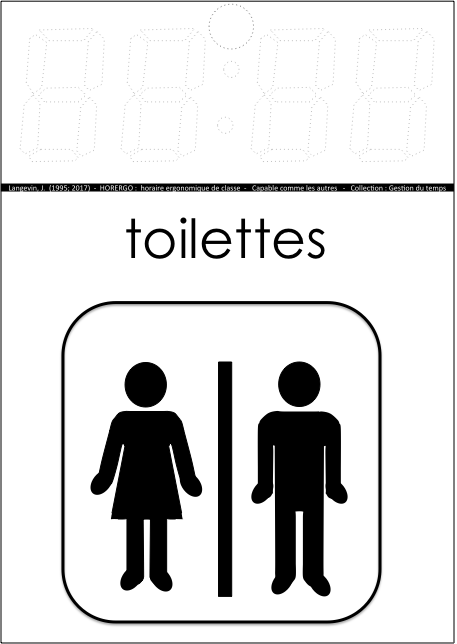 Langevin, J. (1995; 2017) - HORERGO : horaire ergonomique de classe - Capable comme les autres - Collection : Gestion du temps
toilettes